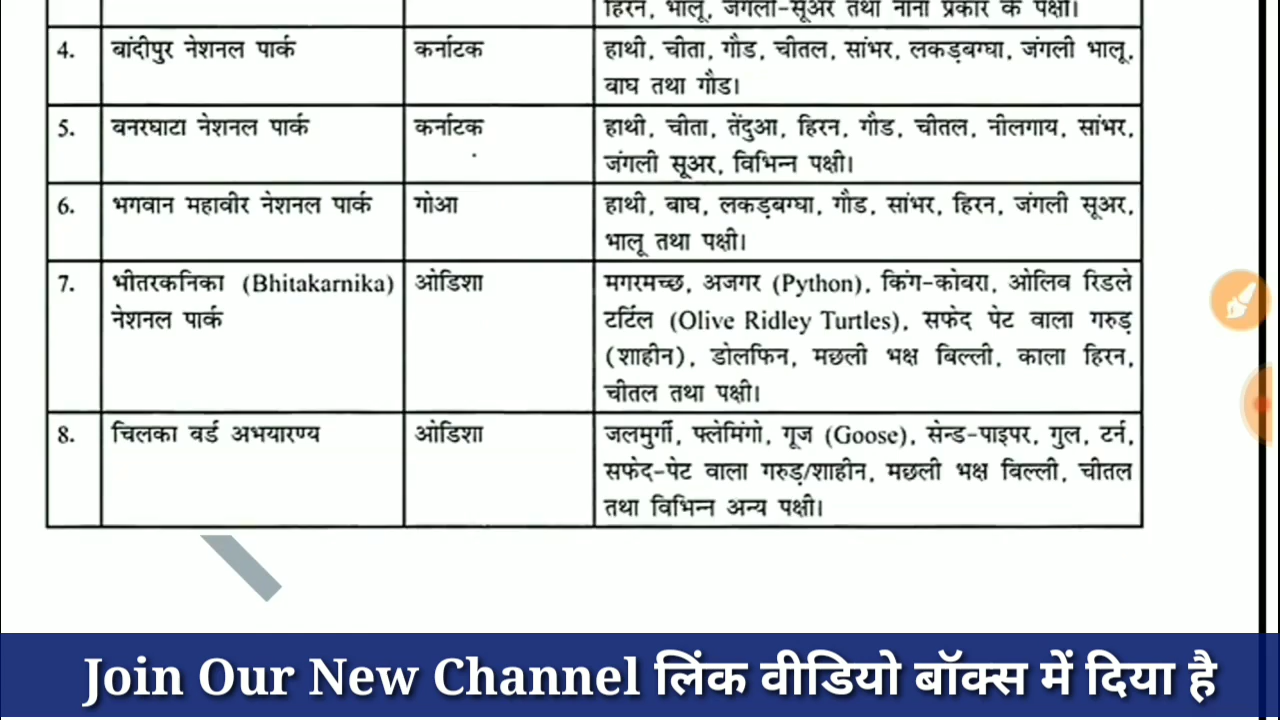 हिरन, भालू, जंगली-सूअर तथा नाना प्रकार के पक्षी।
4. बांदीपुर नेशनल पार्क कर्नाटक हाथी, चीता, गौड, चीतल, सांभर, लकड़बग्घा, जंगली भालू,
बाघ तथा गौड।
5. बनरघाटा नेशनल पार्क कर्नाटक हाथी, चीता, तेंदुआ, हिरन, गौड, चीतल, नीलगाय, सांभर,
जंगली सूअर, विभिन्न पक्षी।
6. भगवान महावीर नेशनल पार्क गोआ हाथी, बाघ, लकड़बग्घा, गौड, सांभर, हिरन, जंगली सूअर,
भालू तथा पक्षी।
7. भीतरकनिका (Bhitakarnika) ओडिशा मगरमच्छ, अजगर (Python), किंग-कोबरा, ओलिव रिडले
नेशनल पार्क टर्टिल (Olive Ridley Turtles), सफेद पेट वाला गरुड़
(शाहीन), डोलफिन, मछली भक्ष बिल्ली, काला हिरन,
चीतल तथा पक्षी।
8. चिलका बर्ड अभयारण्य ओडिशा जलमुर्गी, फ्लेमिंगो, गूज (Goose), सेन्ड-पाइपर, गुल, टर्न,
सफेद-पेट वाला गरुड़/शाहीन, मछली भक्ष बिल्ली, चीतल
तथा विभिन्न अन्य पक्षी।
Join Our New Channel लिंक वीडियो बॉक्स में दिया है